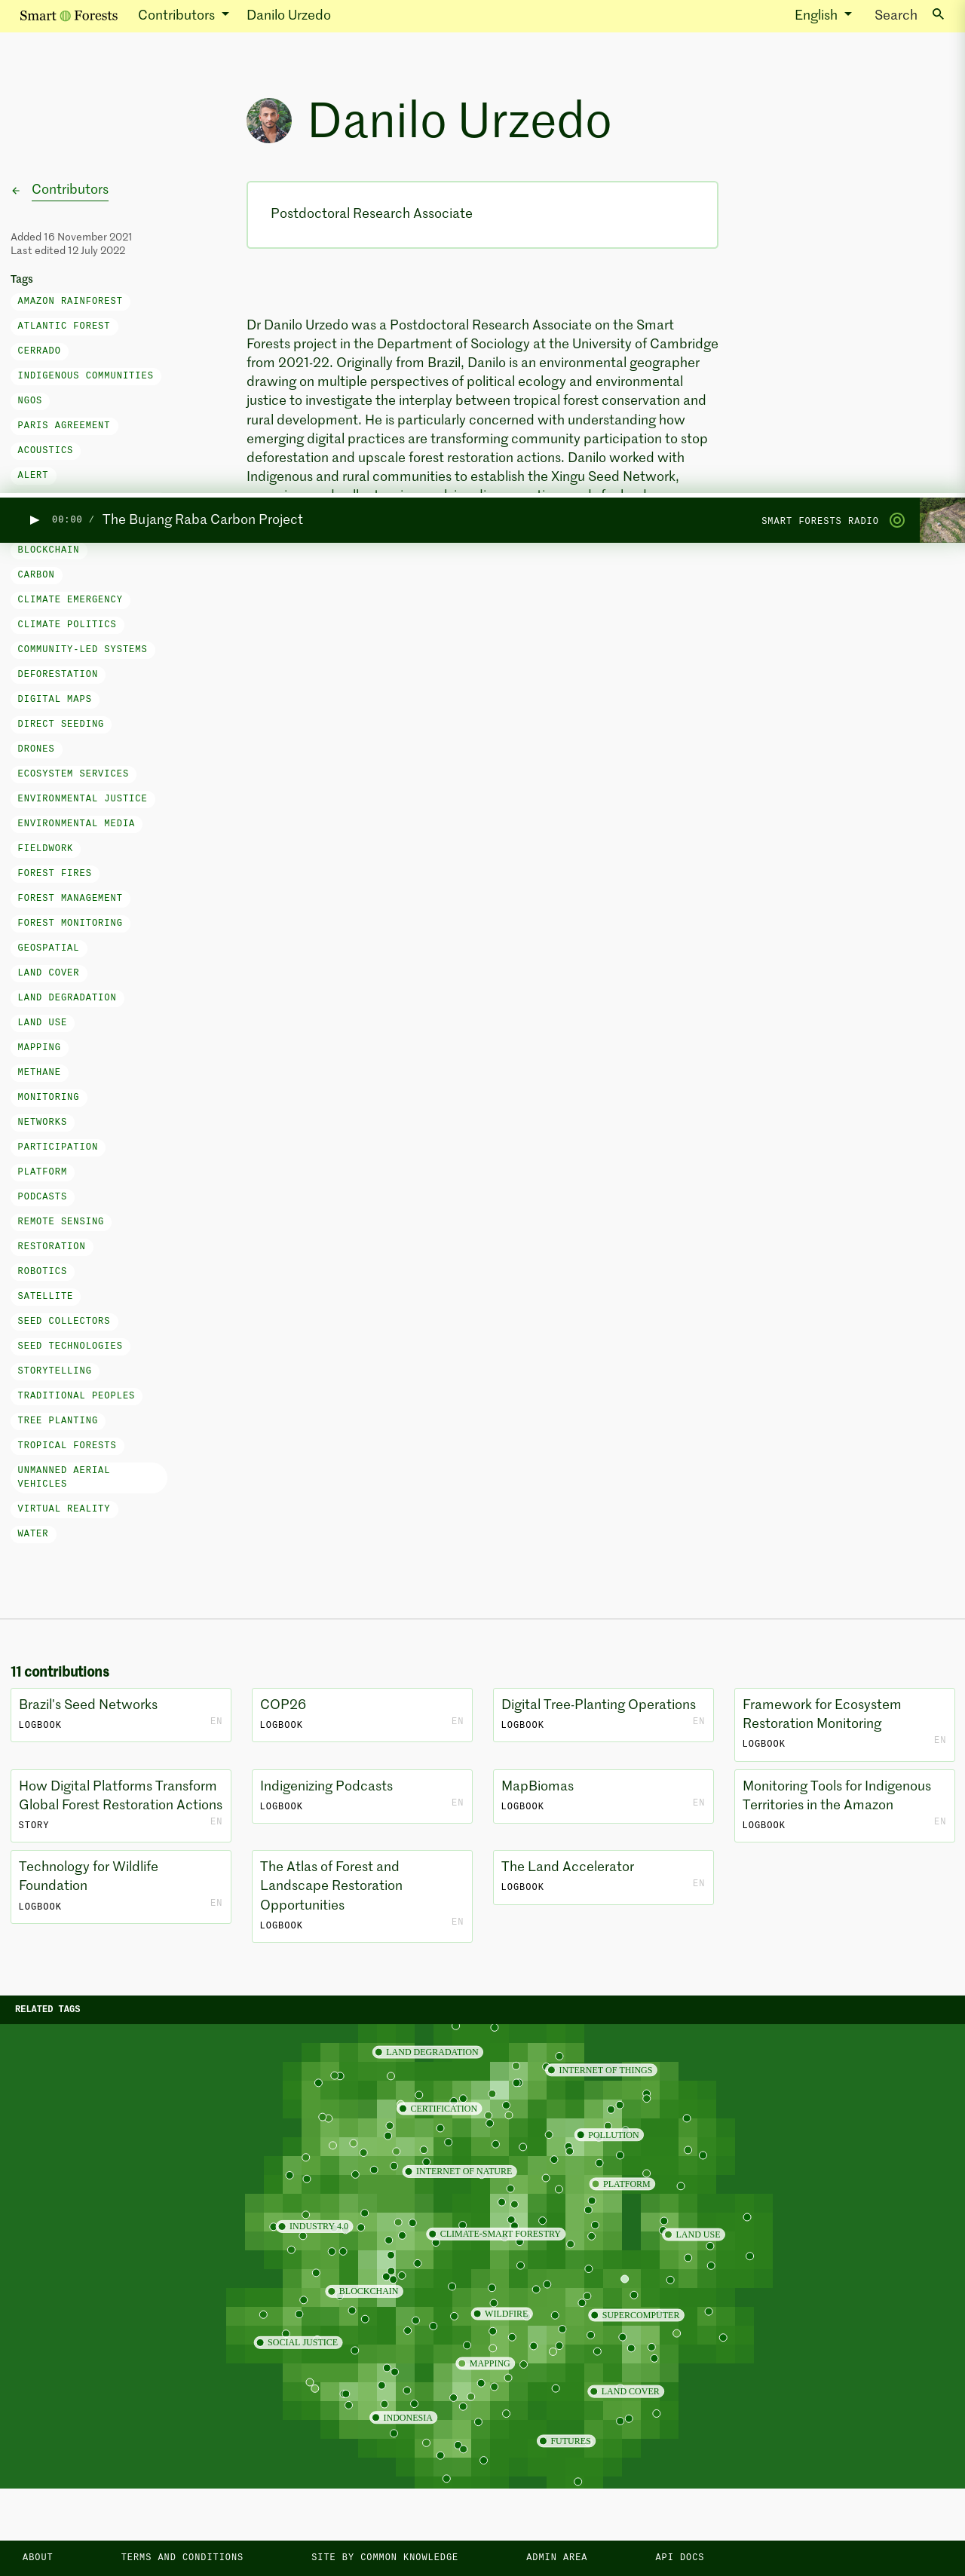 Smart Forests
Contributors
Danilo Urzedo
English
Search
Danilo Urzedo
Contributors
Postdoctoral Research Associate
Added 16 November 2021
Last edited 12 July 2022
Tags
AMAZON RAINFOREST
ATLANTIC FOREST
CERRADO
INDIGENOUS COMMUNITIES
NGOS
PARIS AGREEMENT
ACOUSTICS
ALERT
Dr Danilo Urzedo was a Postdoctoral Research Associate on the Smart
Forests project in the Department of Sociology at the University of Cambridge
from 2021-22. Originally from Brazil, Danilo is an environmental geographer
drawing on multiple perspectives of political ecology and environmental
justice to investigate the interplay between tropical forest conservation and
rural development. He is particularly concerned with understanding how
emerging digital practices are transforming community participation to stop
deforestation and upscale forest restoration actions. Danilo worked with
Indigenous and rural communities to establish the Xingu Seed Network,
00:00 / The Bujang Raba Carbon Project
SMART FORESTS RADIO
BLOCKCHAIN
CARBON
CLIMATE EMERGENCY
CLIMATE POLITICS
COMMUNITY-LED SYSTEMS
DEFORESTATION
DIGITAL MAPS
DIRECT SEEDING
DRONES
ECOSYSTEM SERVICES
ENVIRONMENTAL JUSTICE
ENVIRONMENTAL MEDIA
FIELDWORK
FOREST FIRES
FOREST MANAGEMENT
FOREST MONITORING
GEOSPATIAL
LAND COVER
LAND DEGRADATION
LAND USE
MAPPING
METHANE
MONITORING
NETWORKS
PARTICIPATION
PLATFORM
PODCASTS
REMOTE SENSING
RESTORATION
ROBOTICS
SATELLITE
SEED COLLECTORS
SEED TECHNOLOGIES
STORYTELLING
TRADITIONAL PEOPLES
TREE PLANTING
TROPICAL FORESTS
UNMANNED AERIAL
VEHICLES
VIRTUAL REALITY
WATER
11 contributions
Brazil's Seed Networks
LOGBOOK
EN
COP26
LOGBOOK
EN
Digital Tree-Planting Operations
LOGBOOK
EN
Framework for Ecosystem
Restoration Monitoring
LOGBOOK
EN
How Digital Platforms Transform
Global Forest Restoration Actions
STORY
EN
Indigenizing Podcasts
LOGBOOK
EN
MapBiomas
LOGBOOK
EN
Monitoring Tools for Indigenous
Territories in the Amazon
LOGBOOK
EN
Technology for Wildlife
Foundation
LOGBOOK
EN
The Atlas of Forest and
Landscape Restoration
Opportunities
LOGBOOK
EN
The Land Accelerator
LOGBOOK
EN
RELATED TAGS
LAND DEGRADATION
INTERNET OF THINGS
CERTIFICATION
POLLUTION
INTERNET OF NATURE
PLATFORM
INDUSTRY 4.0
CLIMATE-SMART FORESTRY
LAND USE
BLOCKCHAIN
WILDFIRE
SUPERCOMPUTER
SOCIAL JUSTICE
MAPPING
LAND COVER
INDONESIA
FUTURES
ABOUT
TERMS AND CONDITIONS
SITE BY COMMON KNOWLEDGE
ADMIN AREA
API DOCS